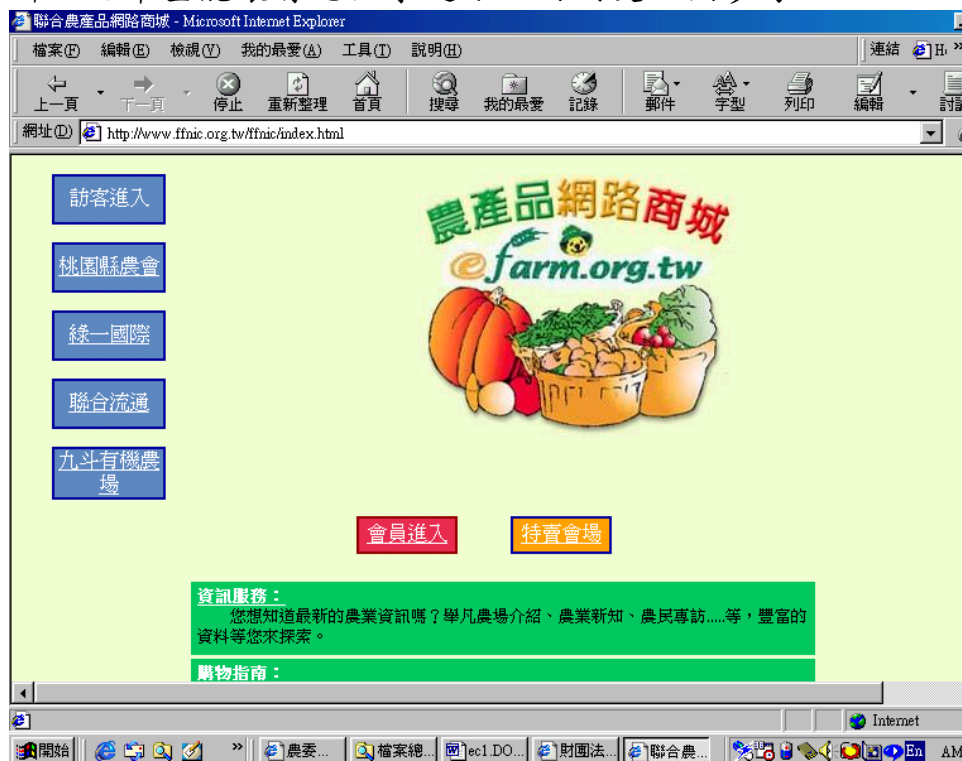 聯合農產品網路商城 - Microsoft Internet Explorer
檔案(F) 編輯(E) 檢視(V) 我的最愛(A) 工具(T) 說明(H) 連結
上一頁 下一頁 停止 重新整理 首頁 搜尋 我的最愛 記錄 郵件 字型 列印 編輯
網址(D) http://www.ffnic.org.tw/ffnic/index.html
訪客進入
桃園縣農會
綠一國際
聯合流通
九斗有機農
場
農產品網路商城
efarm.org.tw
會員進入 特賣會場
資訊服務：
您想知道最新的農業資訊嗎？舉凡農場介紹、農業新知、農民專訪.....等，豐富的
資料等您來探索。
購物指南：
Internet
開始 農委... 檔案總... ec1.DO... 財團法... 聯合農... En AM